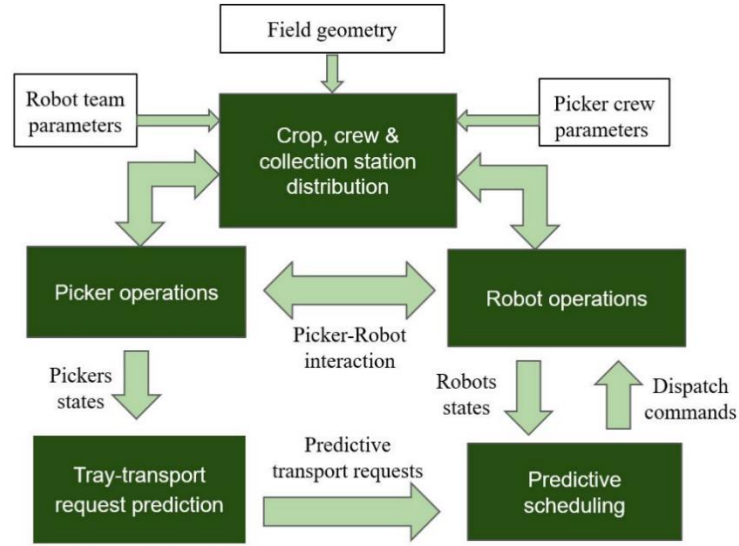 Field geometry
Robot team
parameters
Crop, crew &
collection station
distribution
Picker crew
parameters
Picker operations
Picker-Robot
interaction
Robot operations
Pickers
states
Robots
states
Dispatch
commands
Tray-transport
request prediction
Predictive
transport requests
Predictive
scheduling